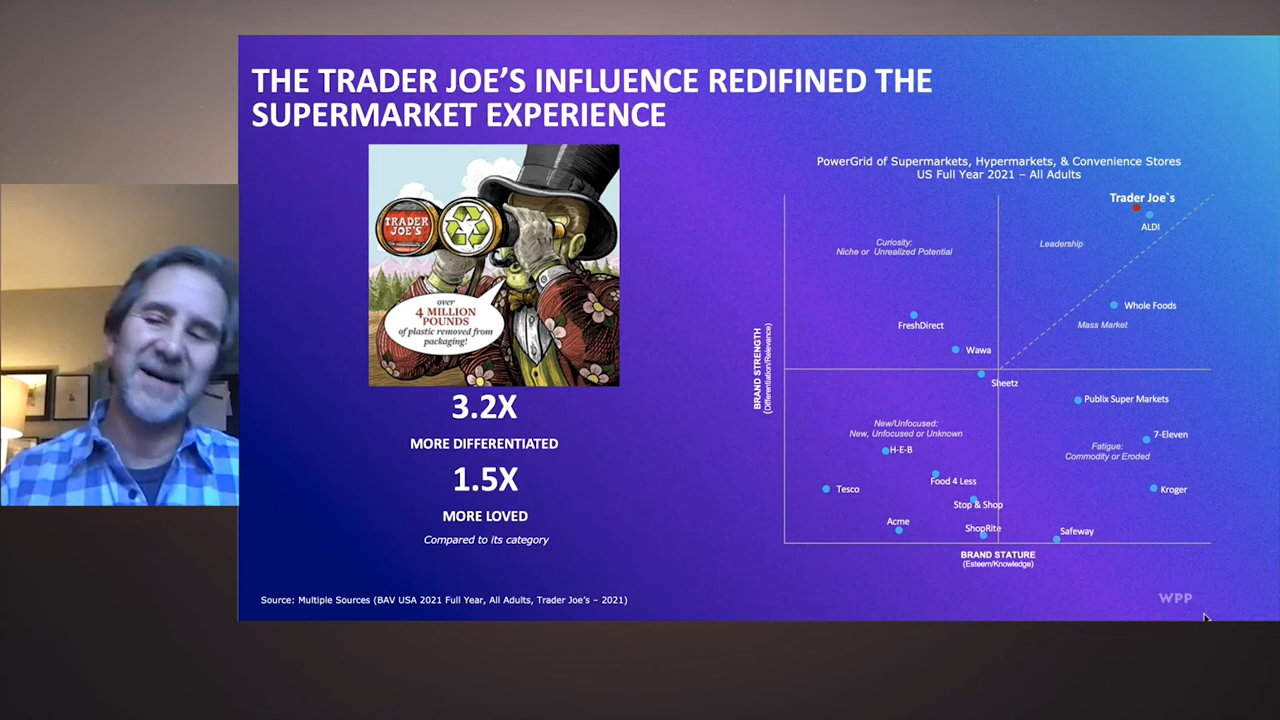 THE TRADER JOE’S INFLUENCE REDIFINED THE
SUPERMARKET EXPERIENCE
TRADER
JOE'S
over
4 MILLION
POUNDS
of plastic removed from
packaging!
3.2X
MORE DIFFERENTIATED
1.5X
MORE LOVED
Compared to its category
Source: Multiple Sources (BAV USA 2021 Full Year, All Adults, Trader Joe’s – 2021)
PowerGrid of Supermarkets, Hypermarkets, & Convenience Stores
US Full Year 2021 – All Adults
Trader Joe`s
ALDI
Curiosity:
Niche or Unrealized Potential
Leadership
Whole Foods
Mass Market
FreshDirect
Wawa
Sheetz
BRAND STRENGTH
(Differentiation/Relevance)
Publix Super Markets
New/Unfocused:
New, Unfocused or Unknown
7-Eleven
Fatigue:
Commodity or Eroded
H-E-B
Food 4 Less
Tesco
Kroger
Stop & Shop
Acme
ShopRite
Safeway
BRAND STATURE
(Esteem/Knowledge)
WPP